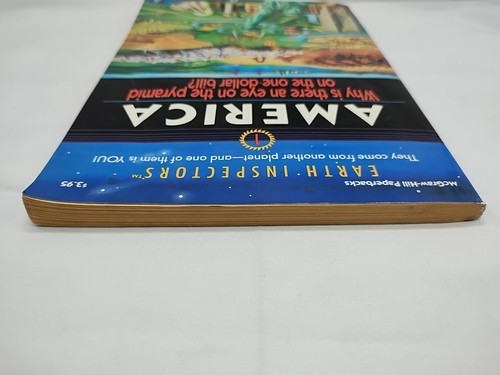 McGraw-Hill Paperbacks
$3.95
EARTH INSPECTORS™
They come from another planet—and one of them is YOU!
1
AMERICA
Why is there an eye on the pyramid
on the one dollar bill?